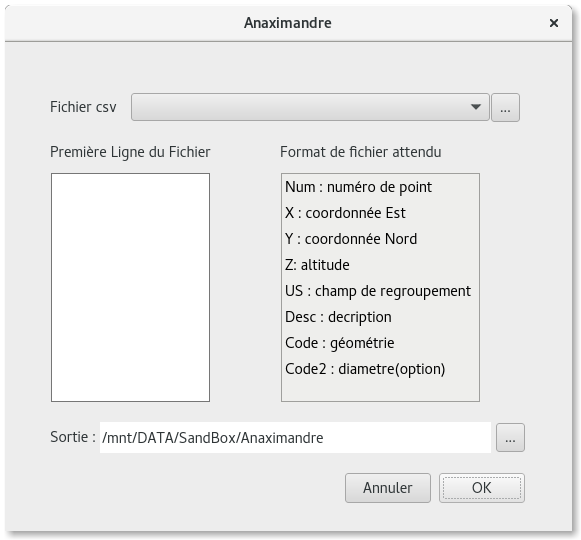 Anaximandre
Fichier csv
...
Première Ligne du Fichier
Format de fichier attendu
Num : numéro de point
X : coordonnée Est
Y : coordonnée Nord
Z: altitude
US : champ de regroupement
Desc : decription
Code : géométrie
Code2 : diametre(option)
Sortie : /mnt/DATA/SandBox/Anaximandre
...
Annuler
OK